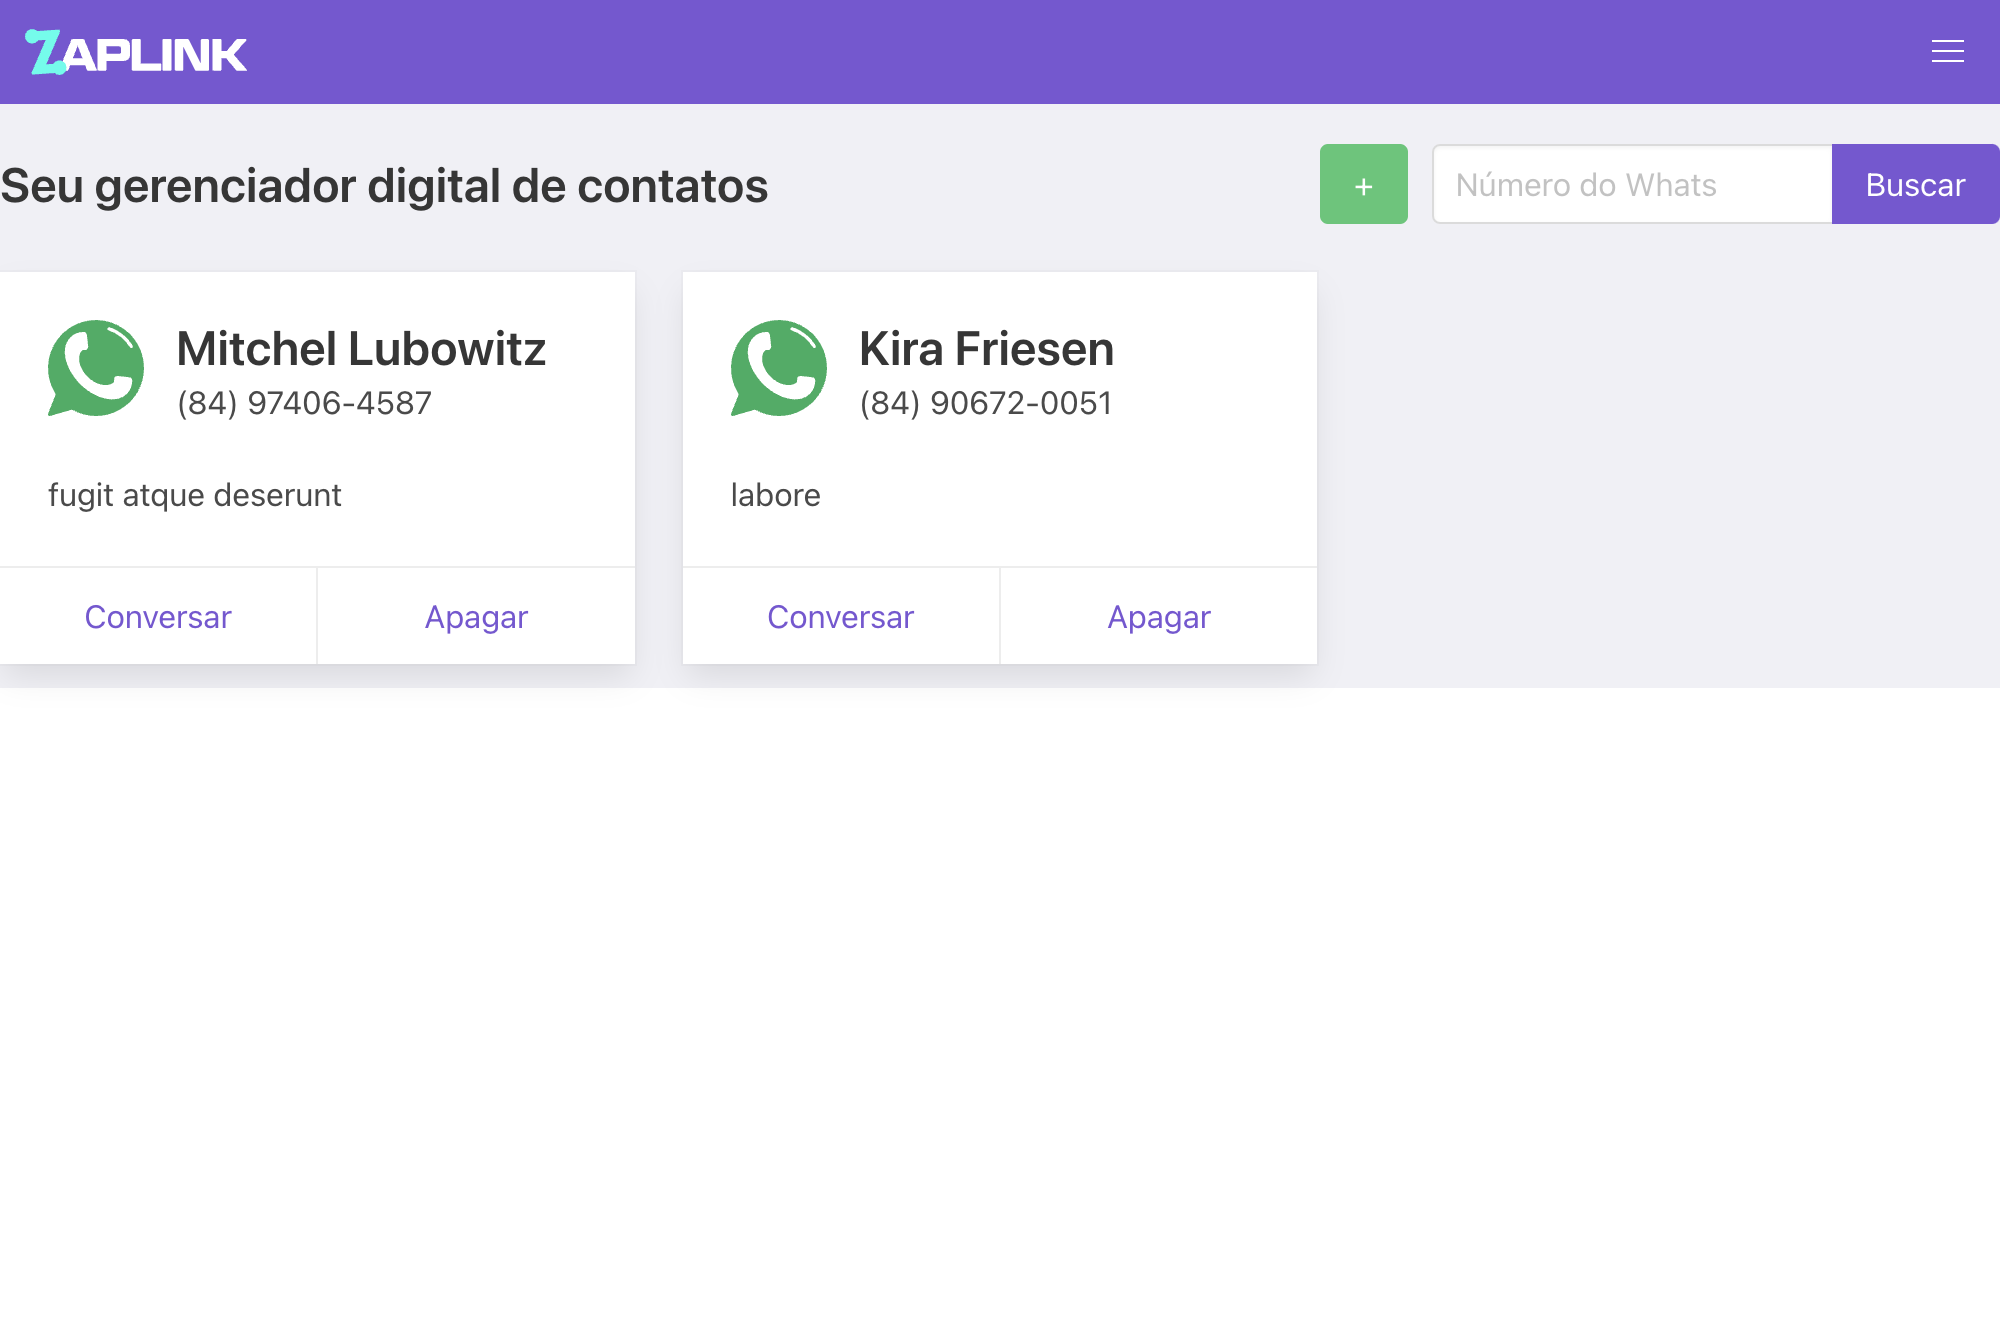 ZAPLINK
Seu gerenciador digital de contatos
+
Número do Whats
Buscar
Mitchel Lubowitz
(84) 97406-4587
fugit atque deserunt
Conversar
Apagar
Kira Friesen
(84) 90672-0051
labore
Conversar
Apagar